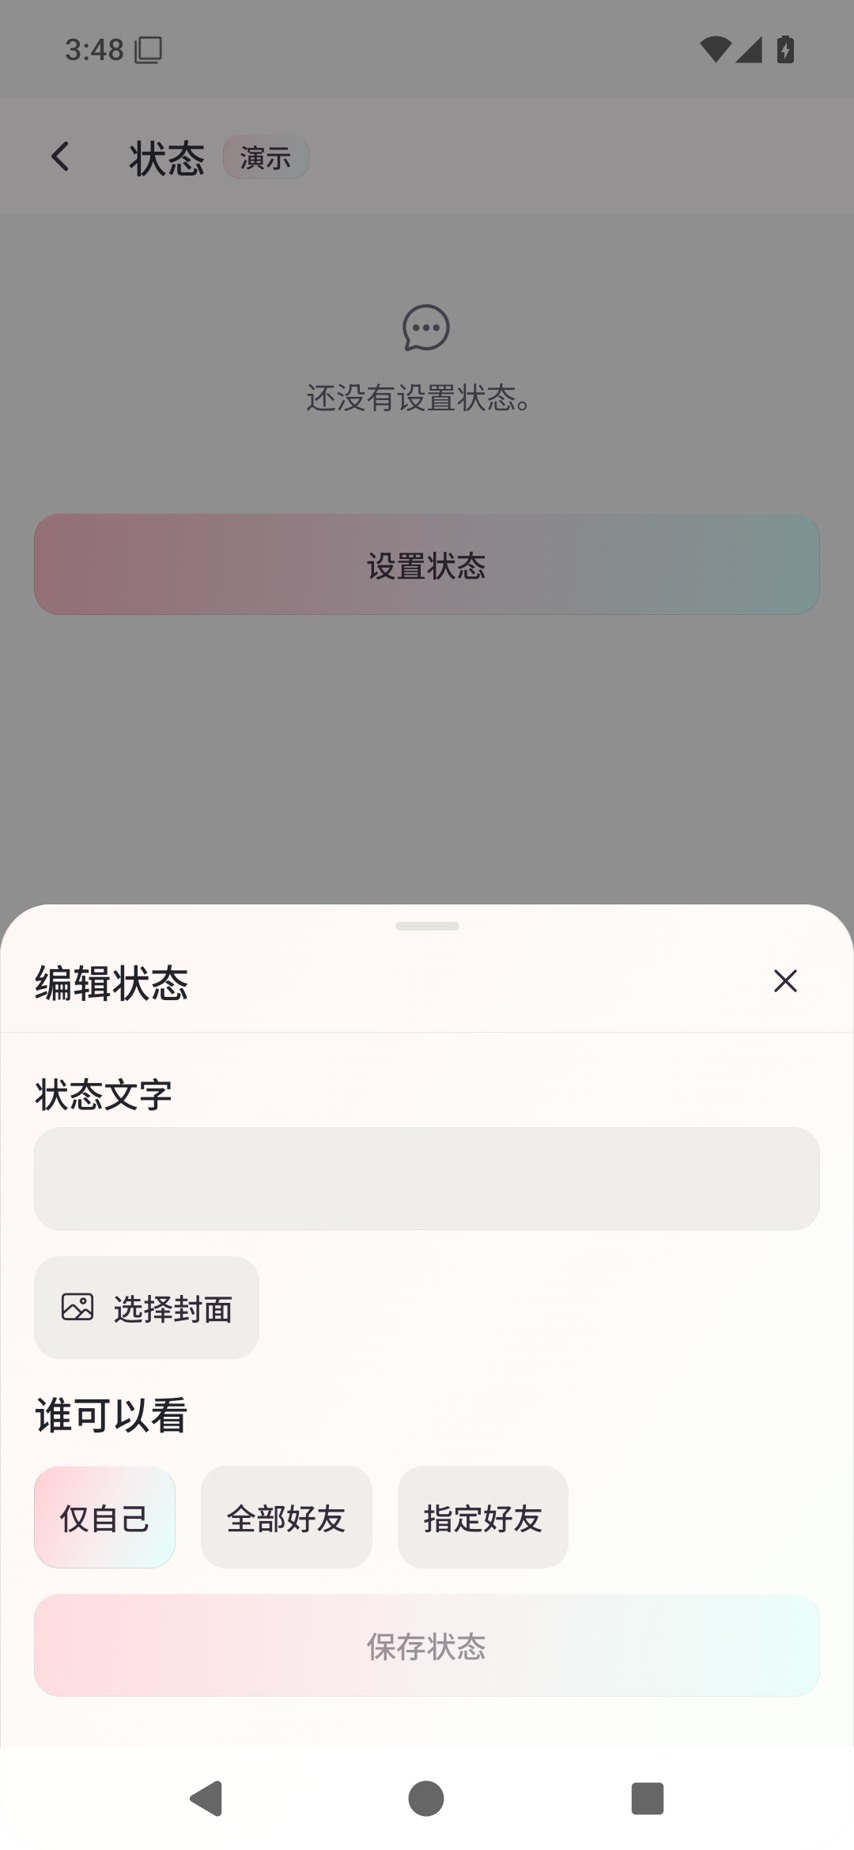 3:48
状态 演示
还没有设置状态。
设置状态
编辑状态
状态文字
选择封面
谁可以看
仅自己 全部好友 指定好友
保存状态